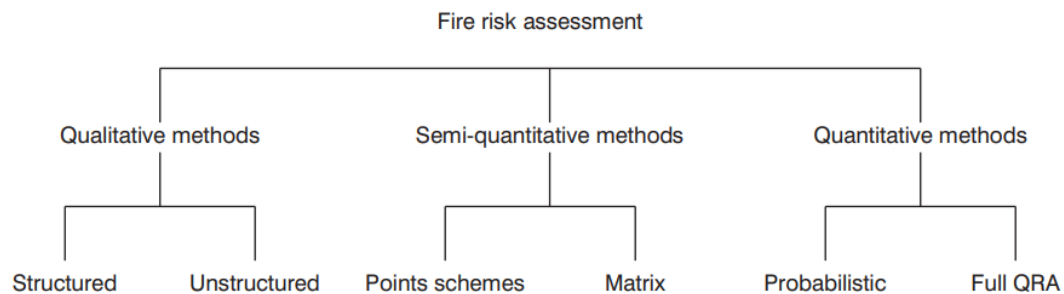 Fire risk assessment
Qualitative methods
Semi-quantitative methods
Quantitative methods
Structured
Unstructured
Points schemes
Matrix
Probabilistic
Full QRA